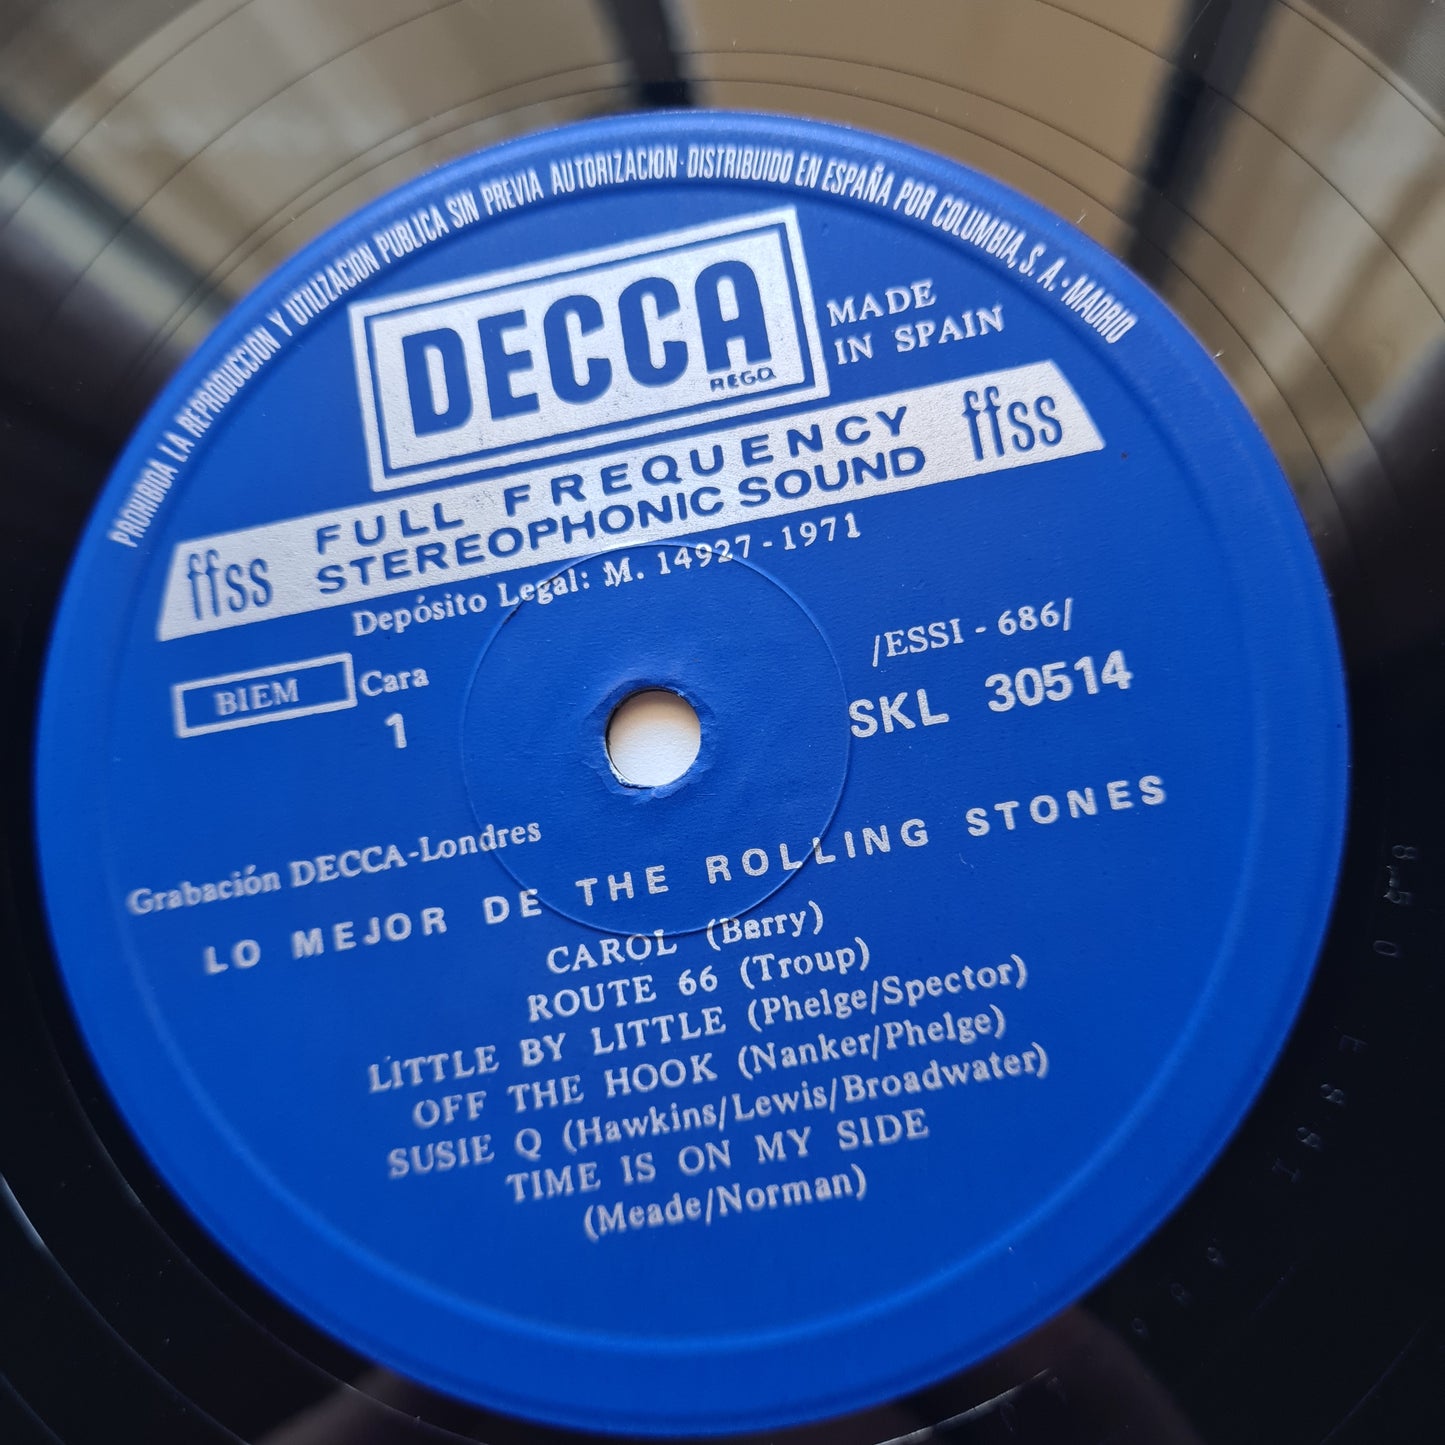 PROHIBIDA LA REPRODUCCION Y UTILIZACION PUBLICA SIN PREVIA AUTORIZACION · DISTRIBUIDO EN ESPAÑA POR COLUMBIA, S. A. · MADRID
DECCA
REGD.
MADE
IN SPAIN
ffss FULL FREQUENCY ffss
STEREOPHONIC SOUND
Depósito Legal: M. 14927-1971
/ESSI - 686/
BIEM Cara
1
SKL 30514
Grabación DECCA-Londres
LO MEJOR DE THE ROLLING STONES
CAROL (Berry)
ROUTE 66 (Troup)
LITTLE BY LITTLE (Phelge/Spector)
OFF THE HOOK (Nanker/Phelge)
SUSIE Q (Hawkins/Lewis/Broadwater)
TIME IS ON MY SIDE
(Meade/Norman)